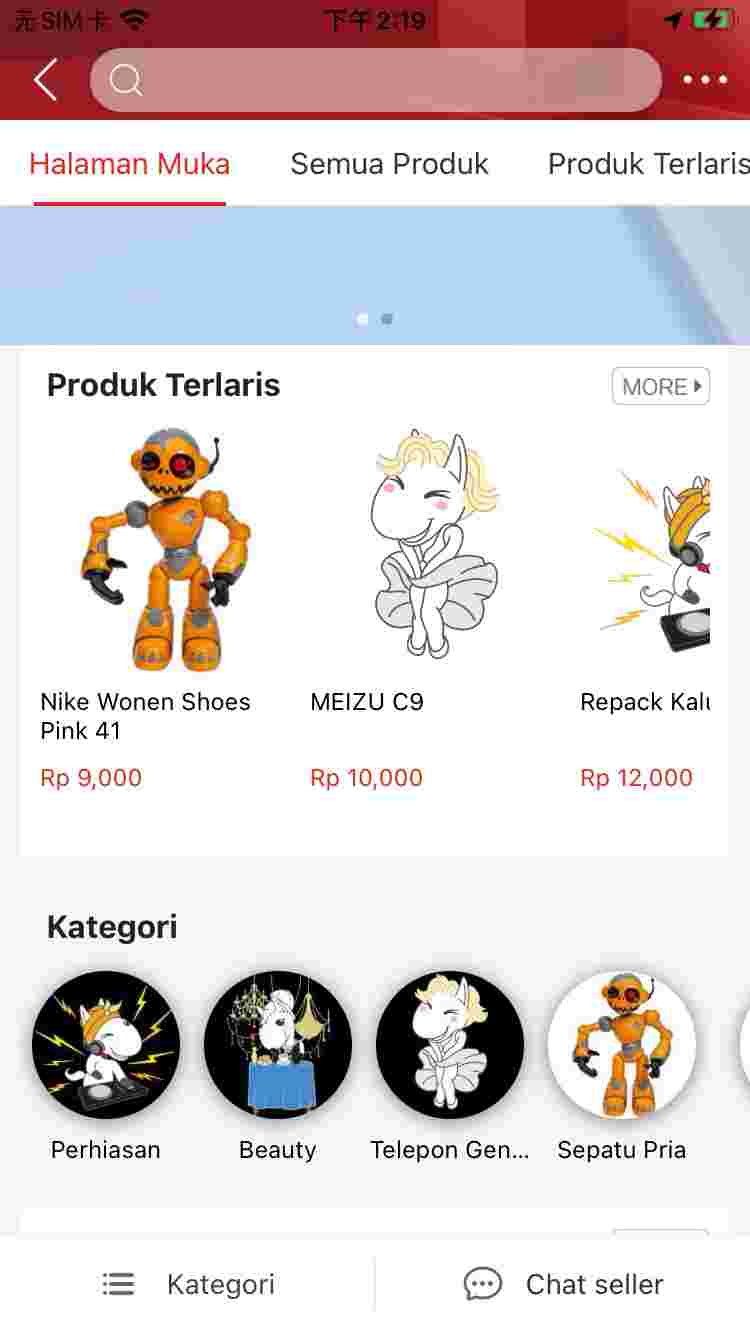 无SIM卡
下午2:19
Halaman Muka
Semua Produk
Produk Terlaris
Produk Terlaris
MORE
Nike Wonen Shoes
Pink 41
MEIZU C9
Repack Kalu
Rp 9,000
Rp 10,000
Rp 12,000
Kategori
Perhiasan
Beauty
Telepon Gen...
Sepatu Pria
Kategori
Chat seller